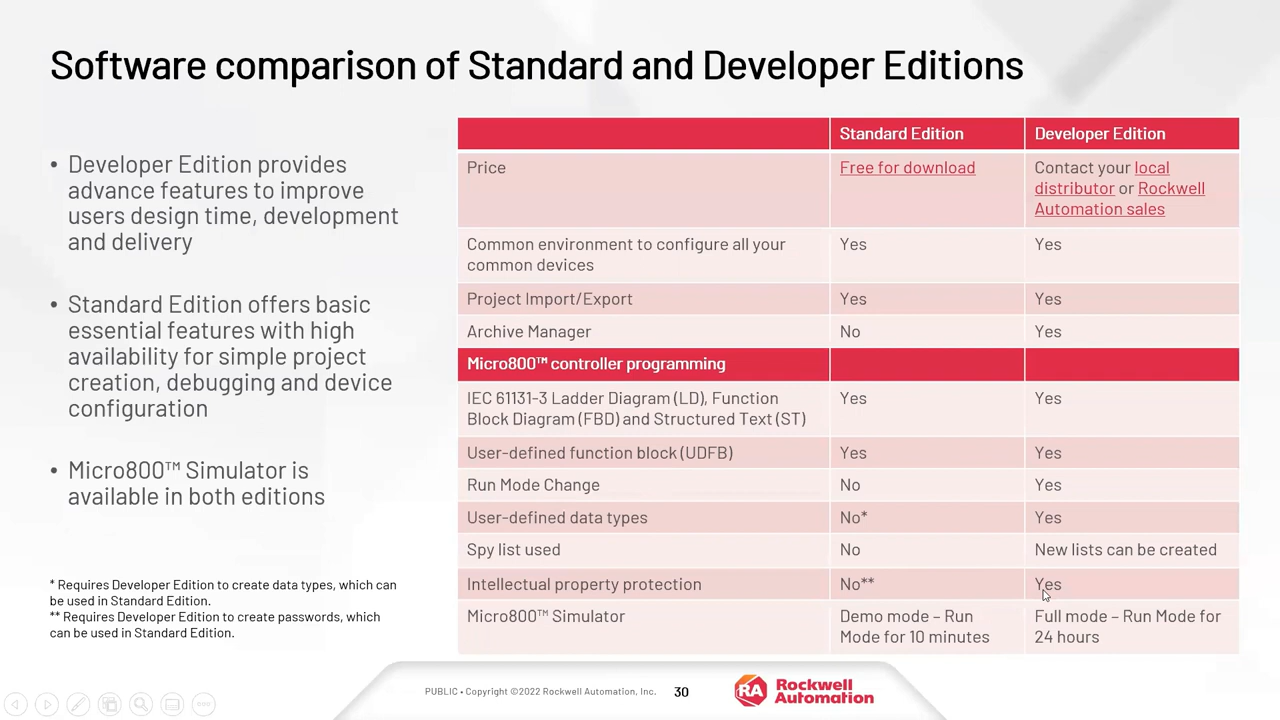 Software comparison of Standard and Developer Editions
• Developer Edition provides
advance features to improve
users design time, development
and delivery
• Standard Edition offers basic
essential features with high
availability for simple project
creation, debugging and device
configuration
• Micro800™ Simulator is
available in both editions
* Requires Developer Edition to create data types, which can
be used in Standard Edition.
** Requires Developer Edition to create passwords, which
can be used in Standard Edition.
Standard Edition Developer Edition
Price Free for download Contact your local
distributor or Rockwell
Automation sales
Common environment to configure all your Yes Yes
common devices
Project Import/Export Yes Yes
Archive Manager No Yes
Micro800™ controller programming
IEC 61131-3 Ladder Diagram (LD), Function Yes Yes
Block Diagram (FBD) and Structured Text (ST)
User-defined function block (UDFB) Yes Yes
Run Mode Change No Yes
User-defined data types No* Yes
Spy list used No New lists can be created
Intellectual property protection No** Yes
Micro800™ Simulator Demo mode – Run Full mode – Run Mode for
Mode for 10 minutes 24 hours
PUBLIC • Copyright ©2022 Rockwell Automation, Inc. 30
RA Rockwell
Automation